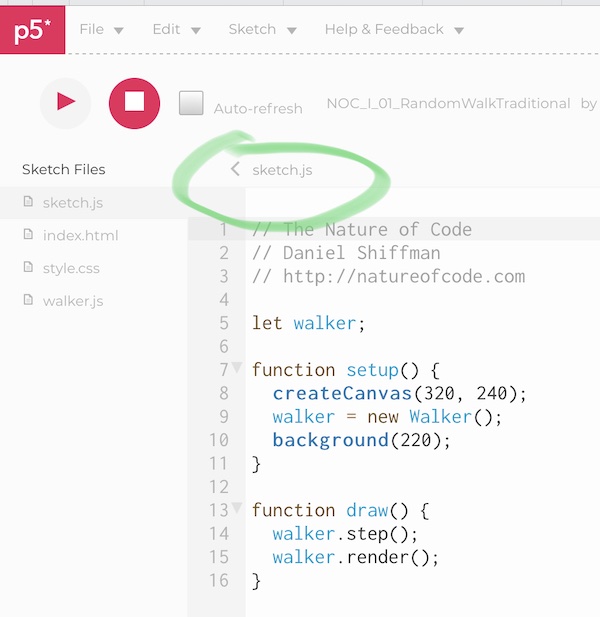 p5* File Edit Sketch Help & Feedback
Auto-refresh NOC_I_01_RandomWalkTraditional by
Sketch Files
sketch.js
index.html
style.css
walker.js
< sketch.js
1 // The Nature of Code
2 // Daniel Shiffman
3 // http://natureofcode.com
4
5 let walker;
6
7 function setup() {
8 createCanvas(320, 240);
9 walker = new Walker();
10 background(220);
11 }
12
13 function draw() {
14 walker.step();
15 walker.render();
16 }